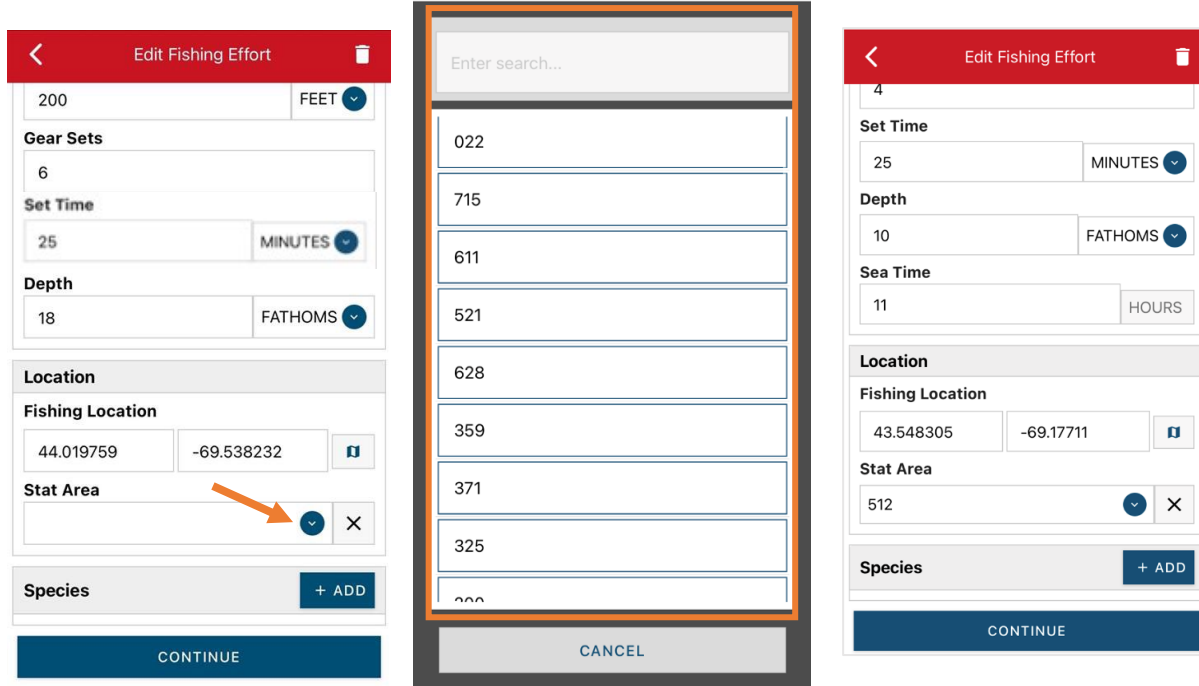 Edit Fishing Effort
200
FEET
Gear Sets
6
Set Time
25
MINUTES
Depth
18
FATHOMS
Location
Fishing Location
44.019759
-69.538232
Stat Area
Species
+ ADD
CONTINUE
Enter search...
022
715
611
521
628
359
371
325
CANCEL
Edit Fishing Effort
4
Set Time
25
MINUTES
Depth
10
FATHOMS
Sea Time
11
HOURS
Location
Fishing Location
43.548305
-69.17711
Stat Area
512
Species
+ ADD
CONTINUE